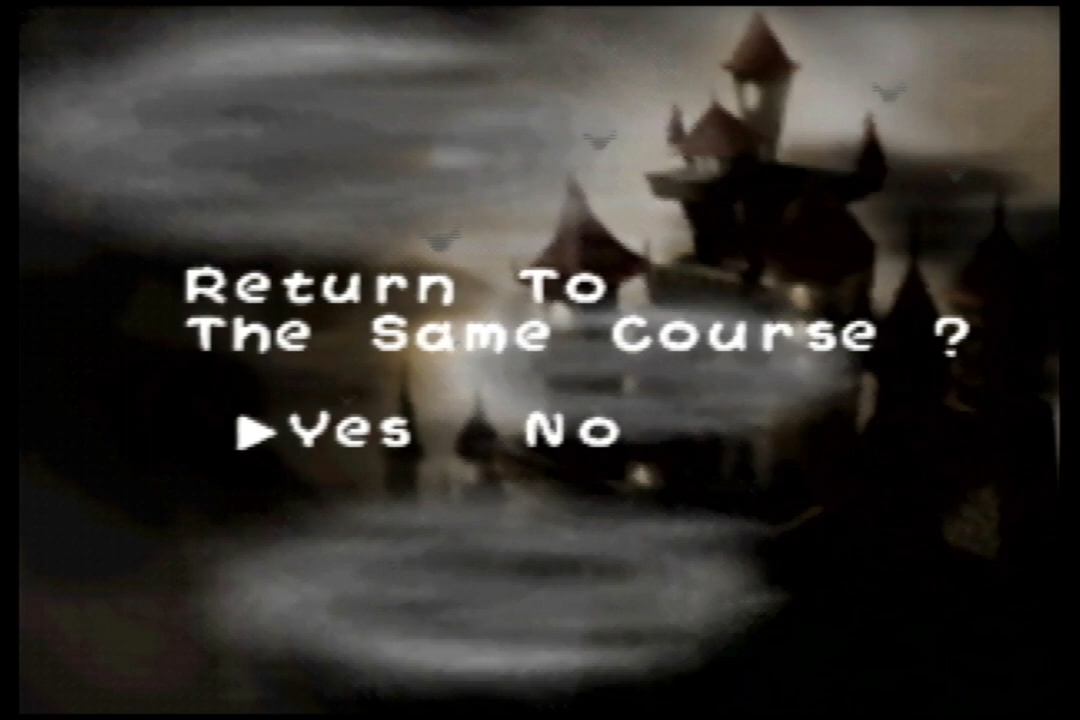 Return To
The Same Course ?
▶Yes No